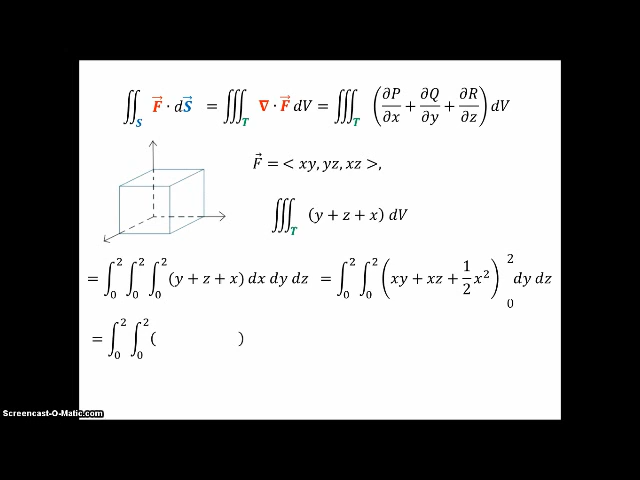 ∬_S F⃗ · dS⃗ = ∭_T ∇ · F⃗ dV = ∭_T (∂P/∂x + ∂Q/∂y + ∂R/∂z) dV
F⃗ = < xy, yz, xz >,
∭_T (y + z + x) dV
= ∫_0^2 ∫_0^2 ∫_0^2 (y + z + x) dx dy dz = ∫_0^2 ∫_0^2 (xy + xz + 1/2 x²) 2 0 dy dz
= ∫_0^2 ∫_0^2 ( )
Screencast-O-Matic.com